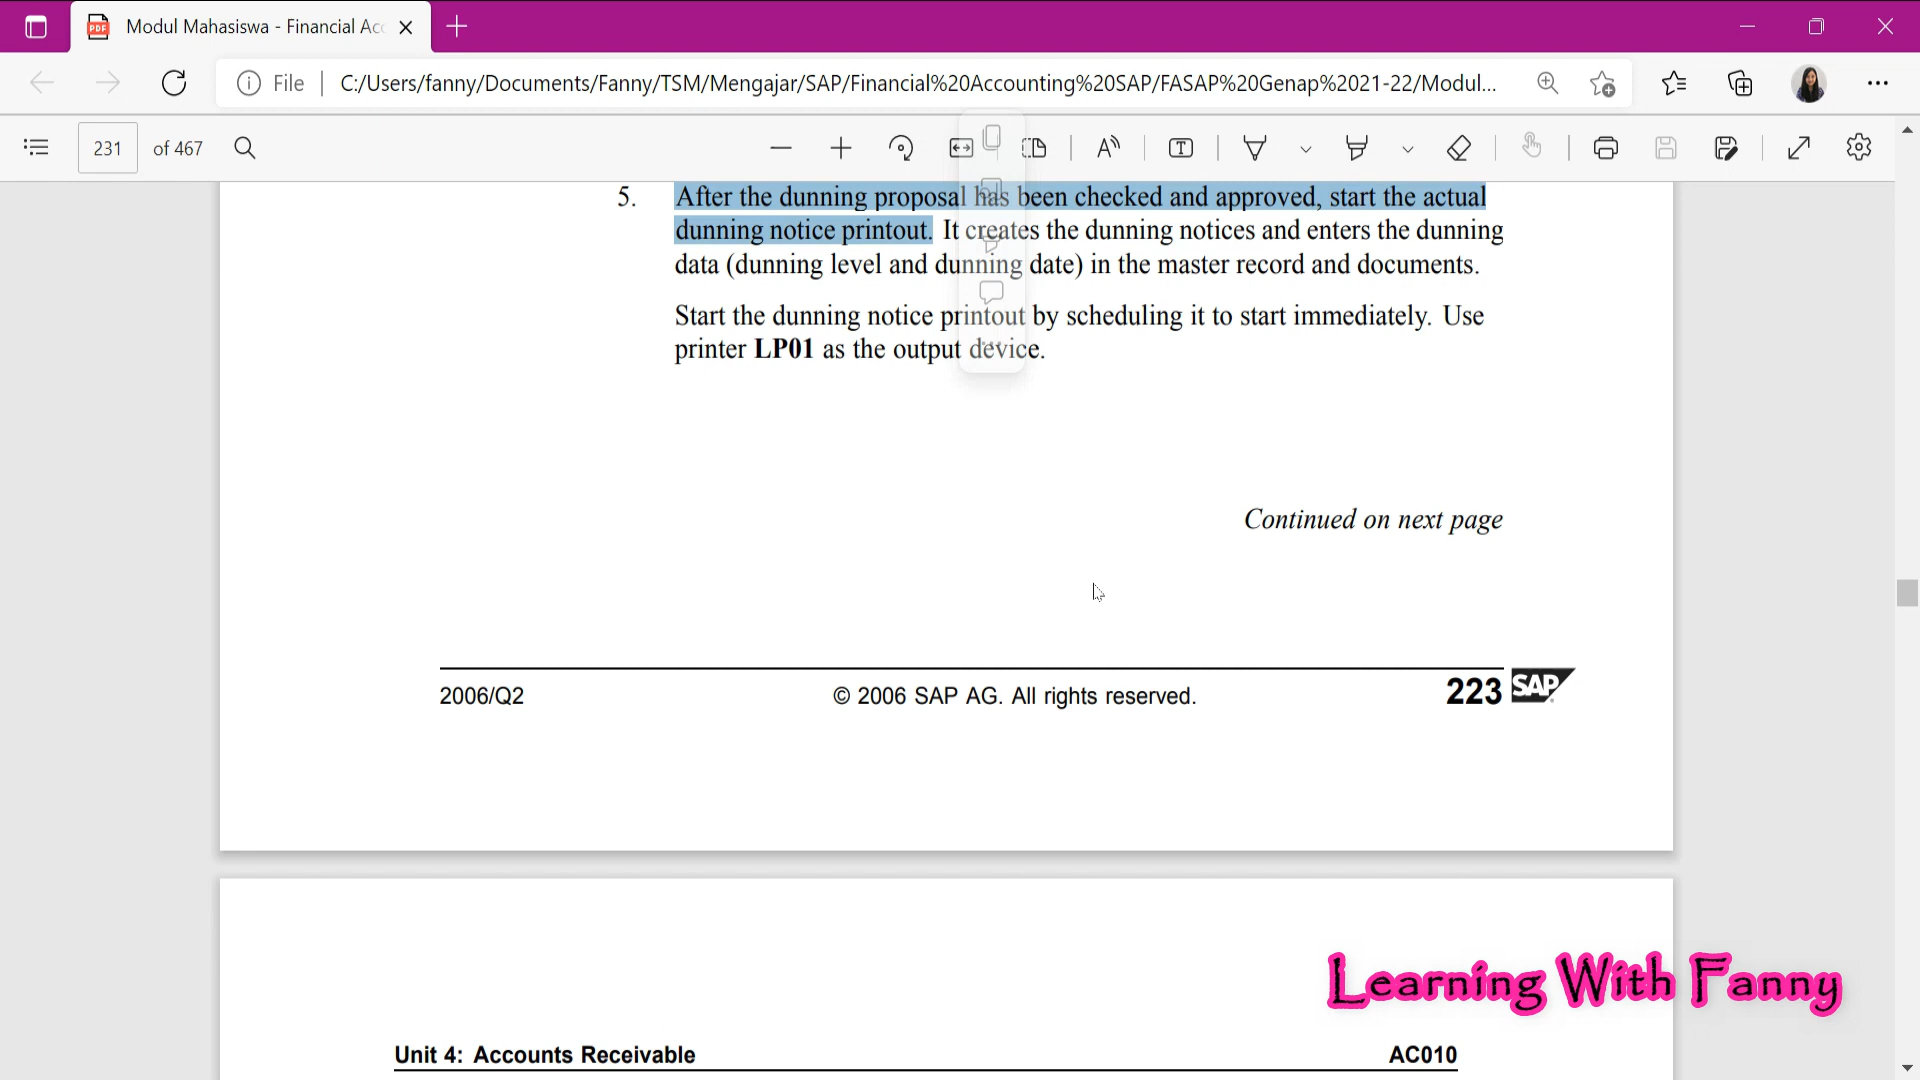 Modul Mahasiswa - Financial Acc
File
C:/Users/fanny/Documents/Fanny/TSM/Mengajar/SAP/Financial%20Accounting%20SAP/FASAP%20Genap%2021-22/Modul...
231 of 467
5. After the dunning proposal has been checked and approved, start the actual
dunning notice printout. It creates the dunning notices and enters the dunning
data (dunning level and dunning date) in the master record and documents.
Start the dunning notice printout by scheduling it to start immediately. Use
printer LP01 as the output device.
Continued on next page
2006/Q2 © 2006 SAP AG. All rights reserved. 223 SAP
Learning With Fanny
Unit 4: Accounts Receivable AC010